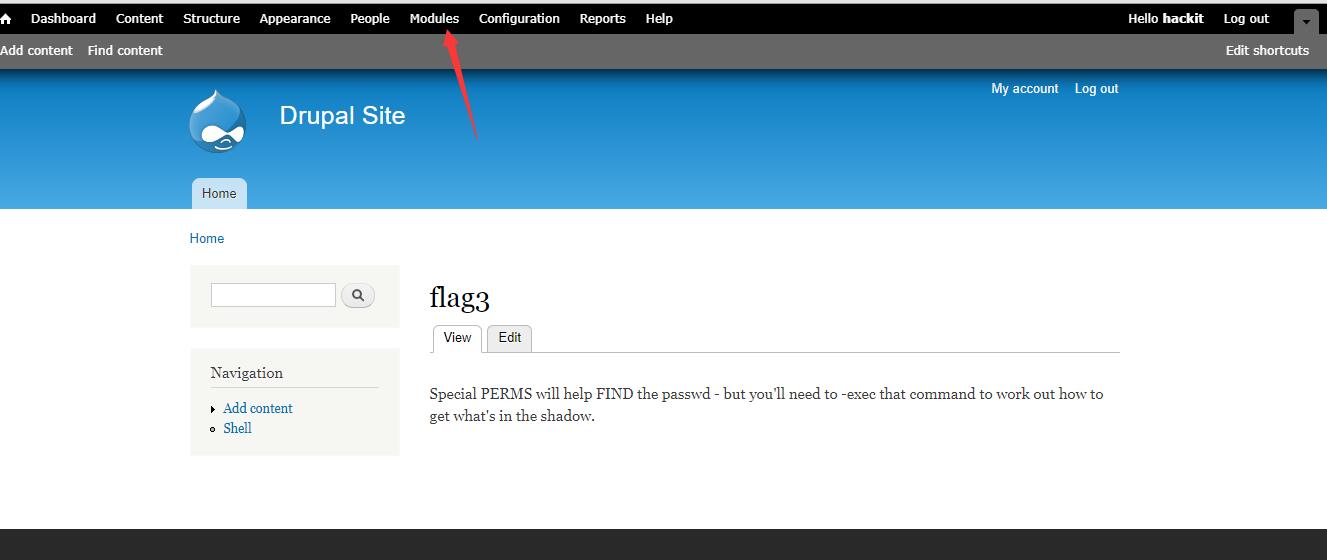 Dashboard Content Structure Appearance People Modules Configuration Reports Help Hello hackit Log out
Add content Find content Edit shortcuts
My account Log out
Drupal Site
Home
Home
flag3
View Edit
Navigation
Add content
Shell
Special PERMS will help FIND the passwd - but you'll need to -exec that command to work out how to
get what's in the shadow.